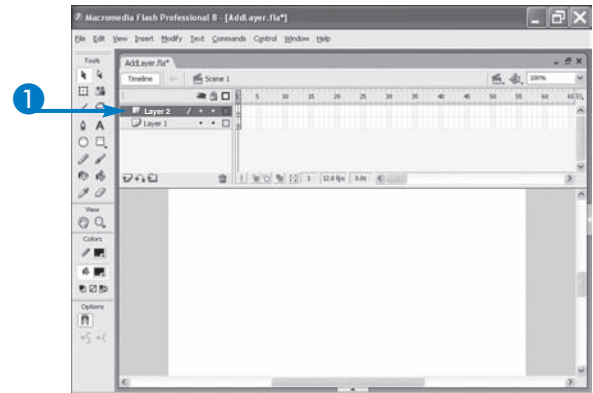 Macromedia Flash Professional 8 - [AddLayer.fla*]
File Edit View Insert Modify Text Commands Control Window Help
Tools
AddLayer.fla*
Timeline Scene 1 100%
5 10 15 20 25 30 35 40 45 50 55 60 65
1
Layer 2
Layer 1
1 12.0 fps 0.0s
View
Colors
Options